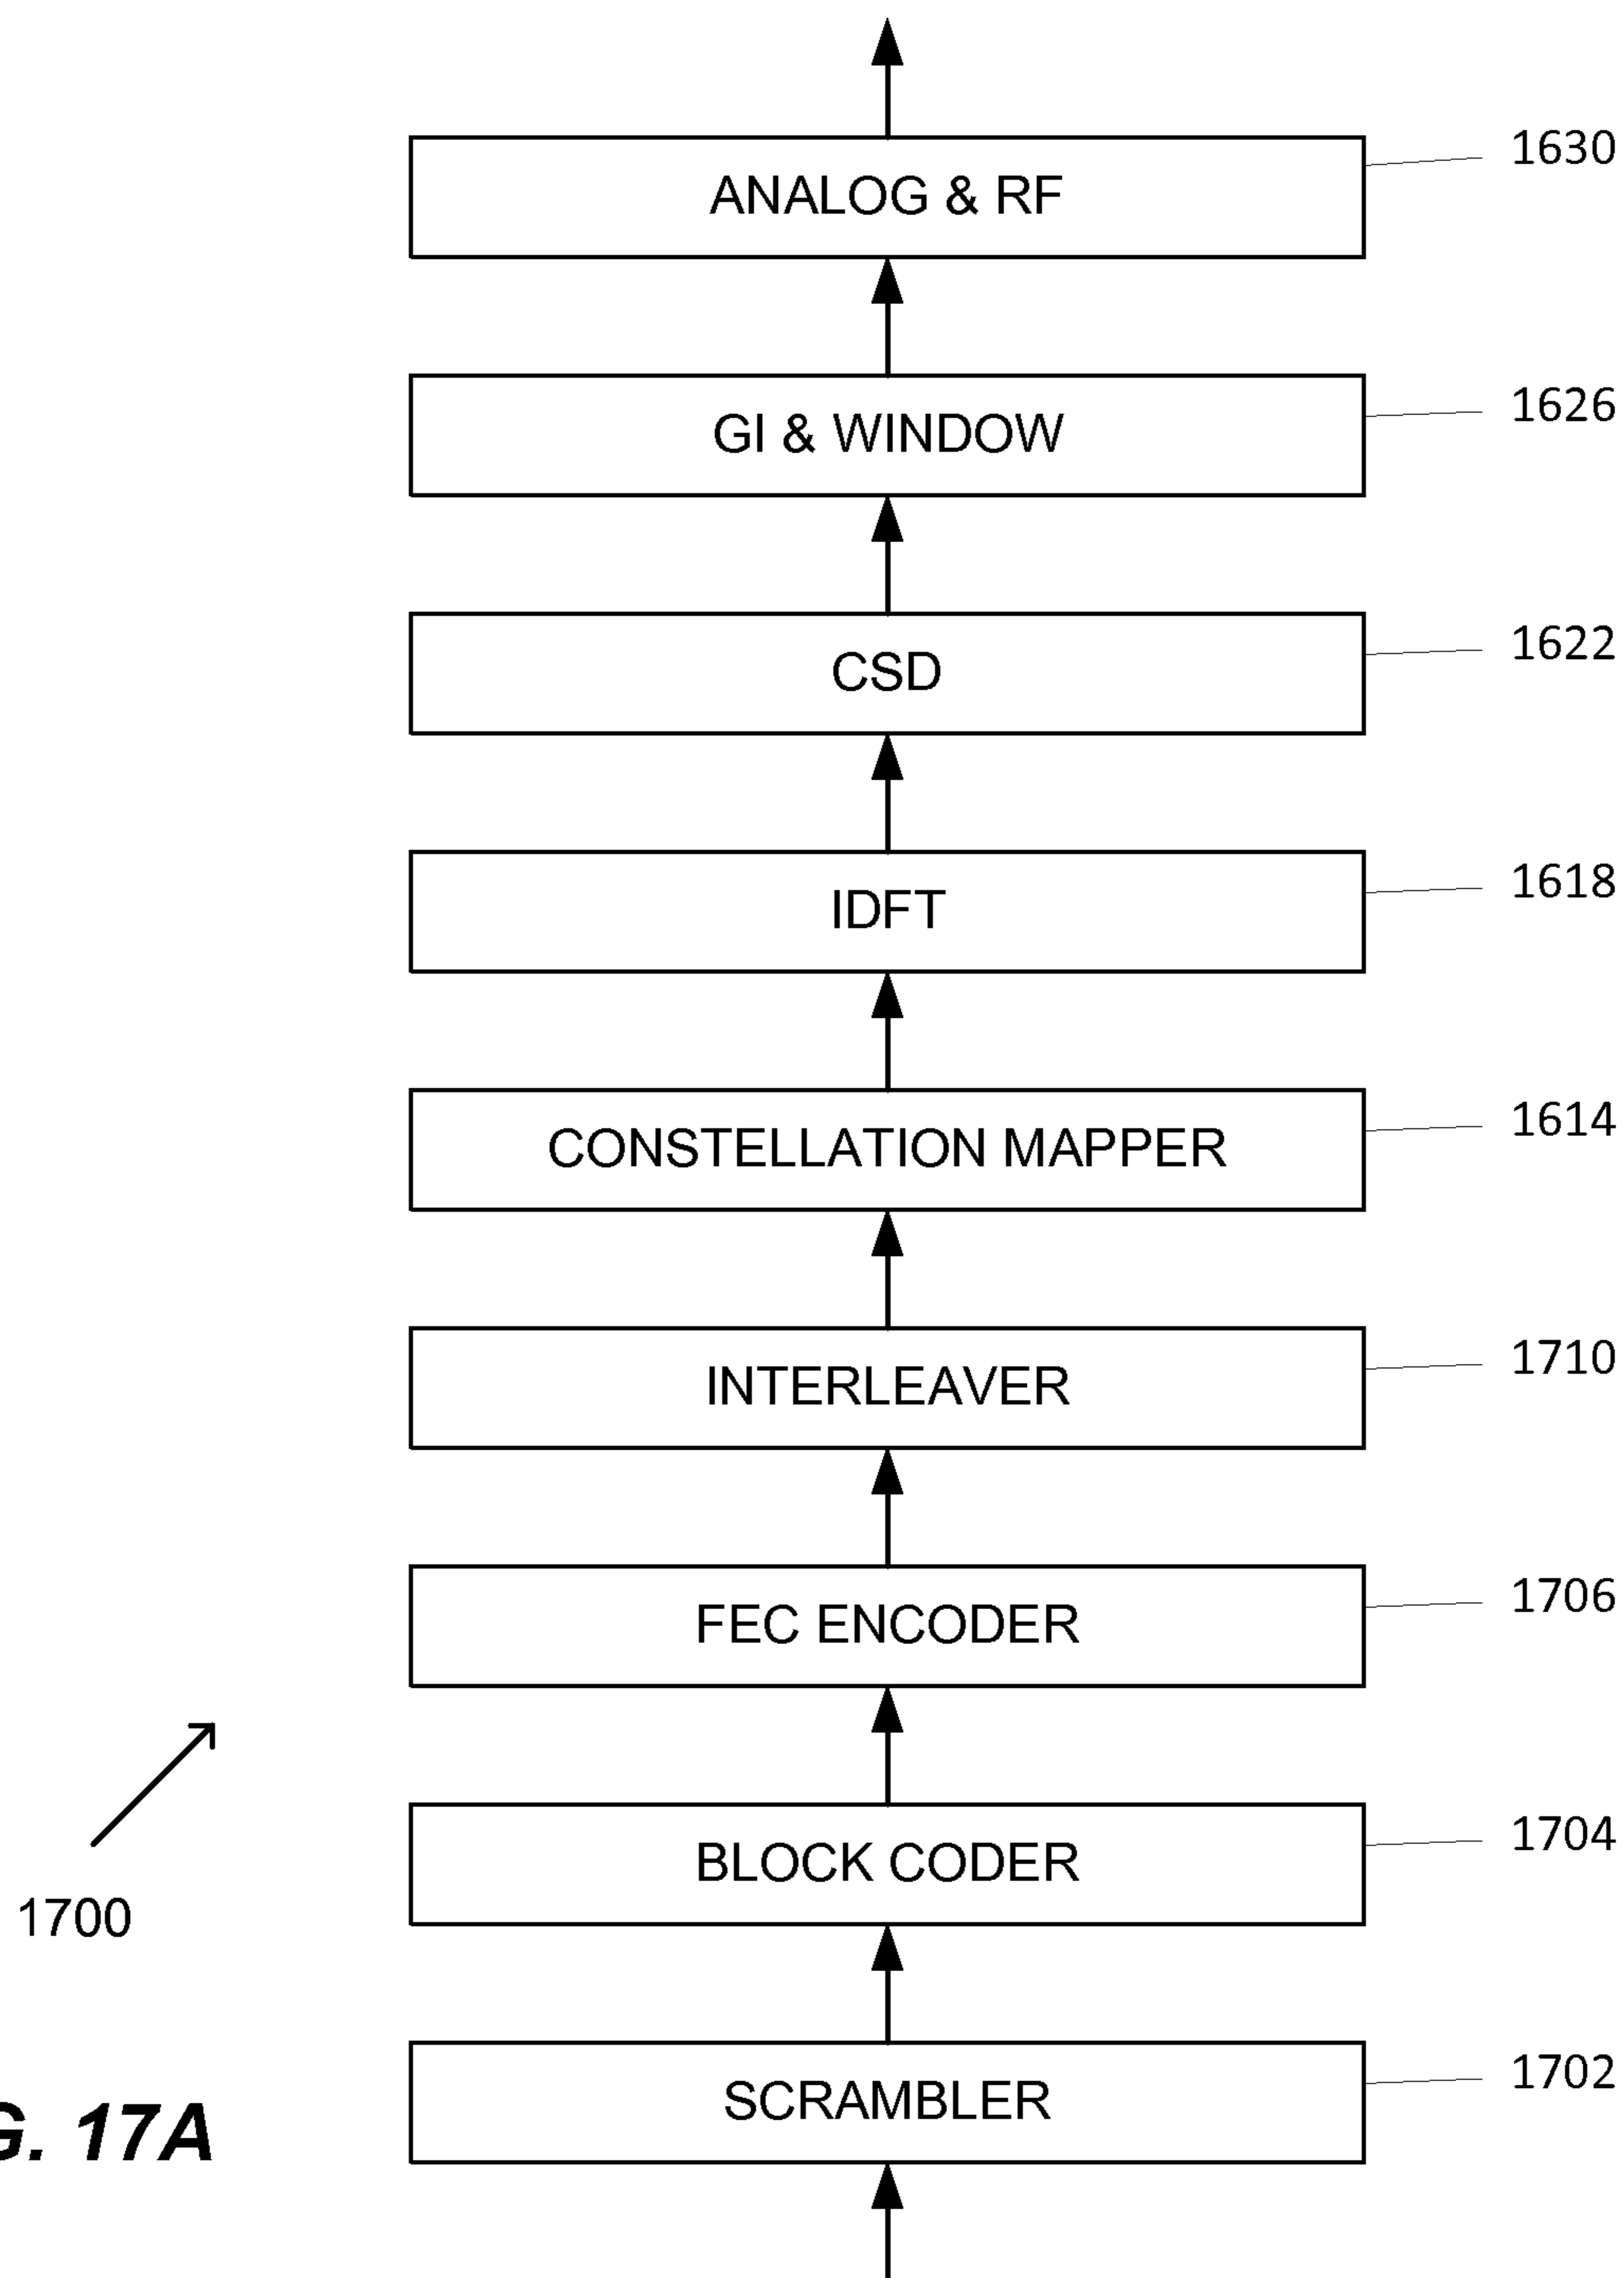 1630
ANALOG & RF
1626
GI & WINDOW
1622
CSD
1618
IDFT
1614
CONSTELLATION MAPPER
1710
INTERLEAVER
1706
FEC ENCODER
1704
BLOCK CODER
1700
1702
SCRAMBLER
G. 17A